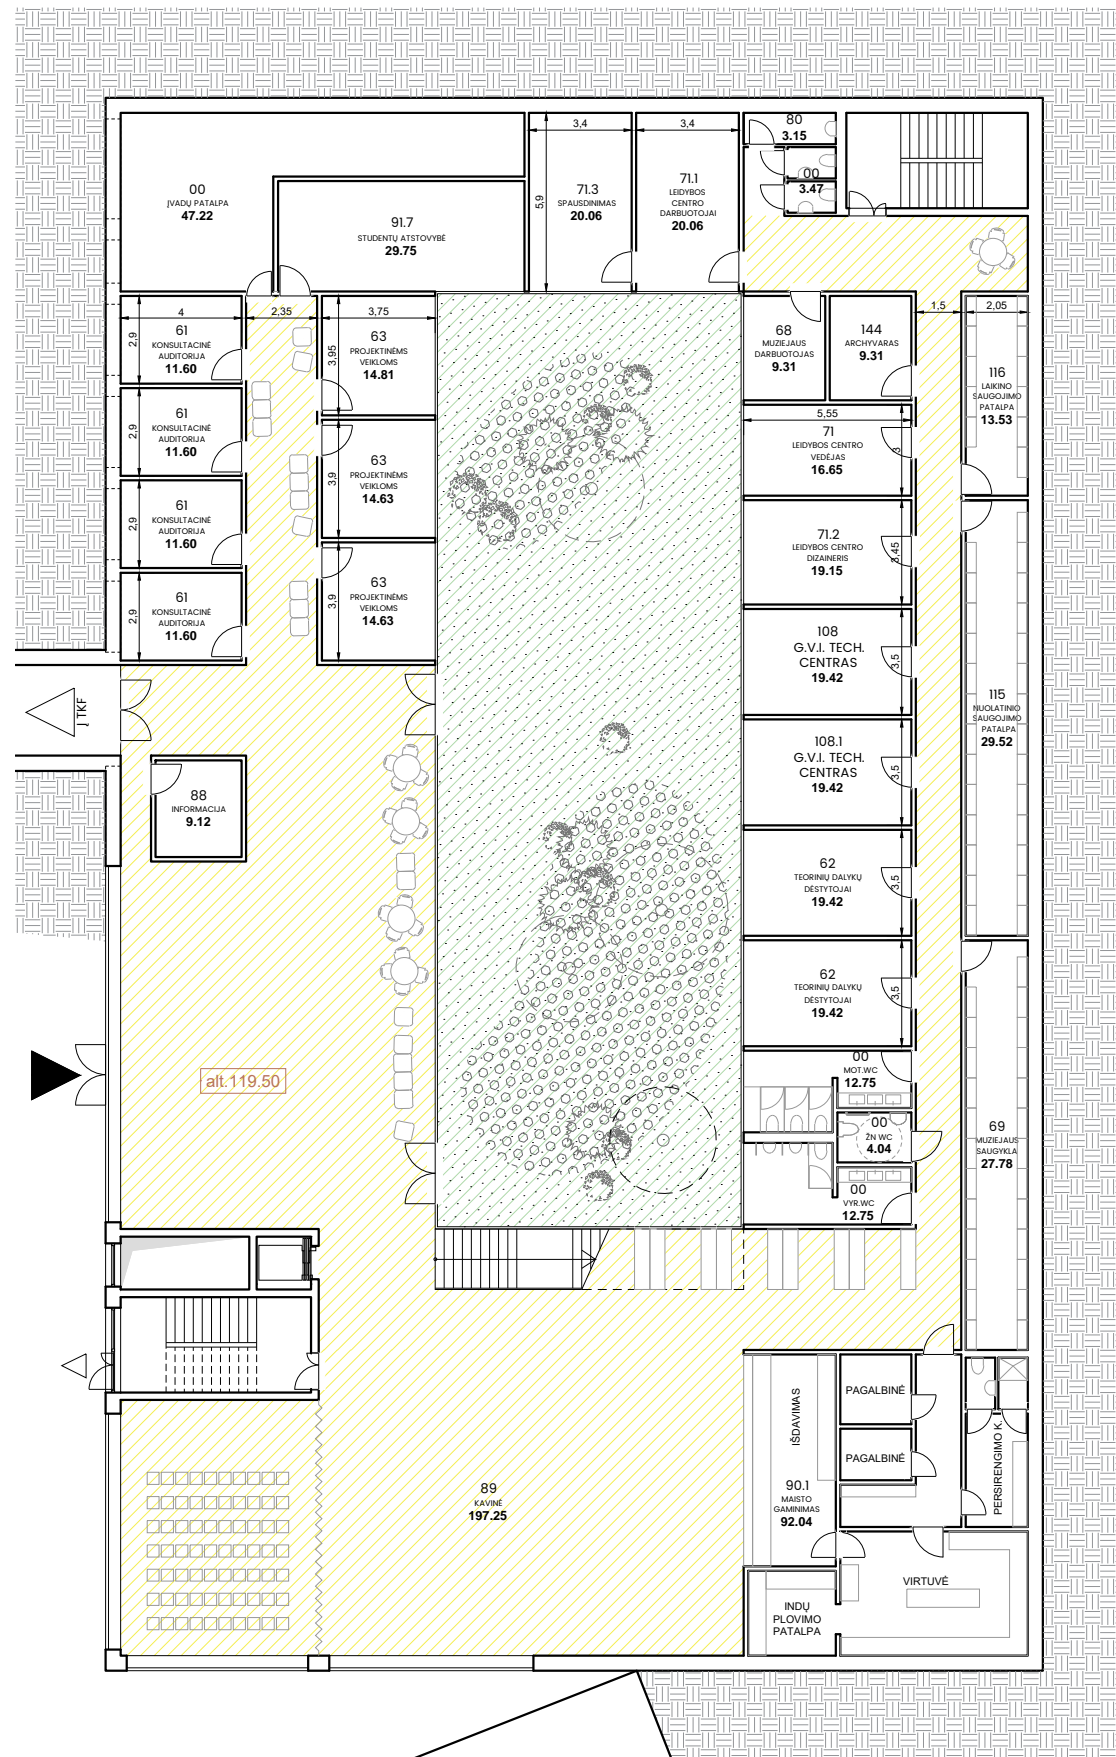 80
3.15
3,4
3,4
00
ĮVADŲ PATALPA
47.22
5,9
71.3
SPAUSDINIMAS
20.06
71.1
LEIDYBOS
CENTRO
DARBUOTOJAI
20.06
00
3.47
91.7
STUDENTŲ ATSTOVYBĖ
29.75
4
2,35
3,75
1,5
2,05
2,9
61
KONSULTACINĖ
AUDITORIJA
11.60
3,95
63
PROJEKTINĖMS
VEIKLOMS
14.81
68
MUZIEJAUS
DARBUOTOJAS
9.31
144
ARCHYVARAS
9.31
116
LAIKINO
SAUGOJIMO
PATALPA
13.53
2,9
61
KONSULTACINĖ
AUDITORIJA
11.60
5,55
71
LEIDYBOS CENTRO
VEDĖJAS
16.65
3
3,9
63
PROJEKTINĖMS
VEIKLOMS
14.63
2,9
61
KONSULTACINĖ
AUDITORIJA
11.60
71.2
LEIDYBOS CENTRO
DIZAINERIS
19.15
3,45
2,9
61
KONSULTACINĖ
AUDITORIJA
11.60
3,9
63
PROJEKTINĖMS
VEIKLOMS
14.63
108
G.V.I. TECH.
CENTRAS
19.42
3,5
Į TKF
115
NUOLATINIO
SAUGOJIMO
PATALPA
29.52
108.1
G.V.I. TECH.
CENTRAS
19.42
3,5
88
INFORMACIJA
9.12
62
TEORINIŲ DALYKŲ
DĖSTYTOJAI
19.42
3,5
62
TEORINIŲ DALYKŲ
DĖSTYTOJAI
19.42
3,5
alt.119.50
00
MOT.WC
12.75
00
ŽN WC
4.04
69
MUZIEJAUS
SAUGYKLA
27.78
00
VYR.WC
12.75
IŠDAVIMAS
PAGALBINĖ
PAGALBINĖ
PERSIRENGIMO K.
89
KAVINĖ
197.25
90.1
MAISTO
GAMINIMAS
92.04
VIRTUVĖ
INDŲ
PLOVIMO
PATALPA